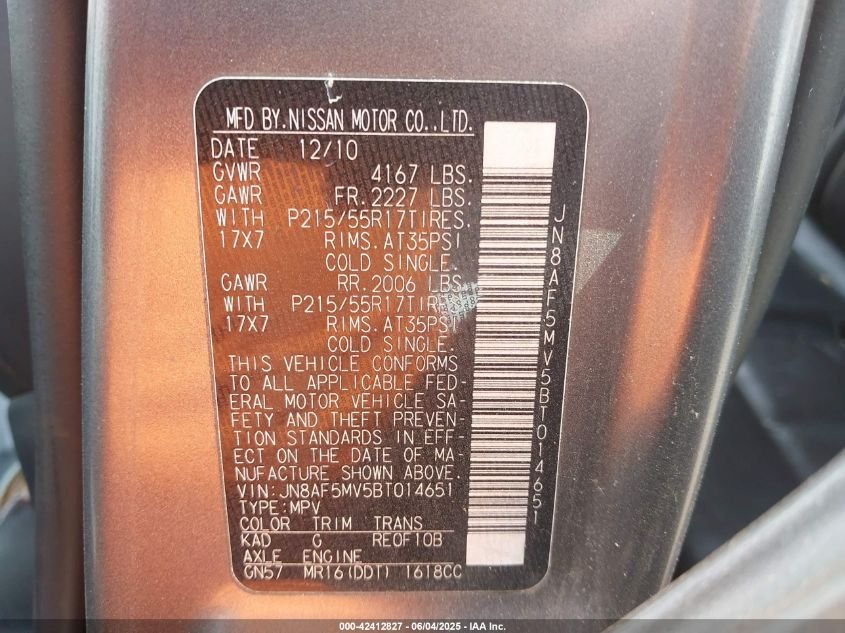 MFD BY.NISSAN MOTOR CO.,LTD.
DATE 12/10
GVWR 4167 LBS.
GAWR FR.2227 LBS.
WITH P215/55R17TIRES.
17X7 RIMS.AT35PSI
COLD SINGLE.
GAWR RR.2006 LBS.
WITH P215/55R17TIRES
17X7 RIMS.AT35PSI
COLD SINGLE.
THIS VEHICLE CONFORMS
TO ALL APPLICABLE FED-
ERAL MOTOR VEHICLE SA-
FETY AND THEFT PREVEN-
TION STANDARDS IN EFF-
ECT ON THE DATE OF MA-
NUFACTURE SHOWN ABOVE.
VIN:JN8AF5MV5BT014651
TYPE:MPV
COLOR TRIM TRANS
KAD G RE0F10B
AXLE ENGINE
GN57 MR16(DDT) 1618CC
JN8AF5MV5BT014651
000-42412827 - 06/04/2025 - IAA Inc.